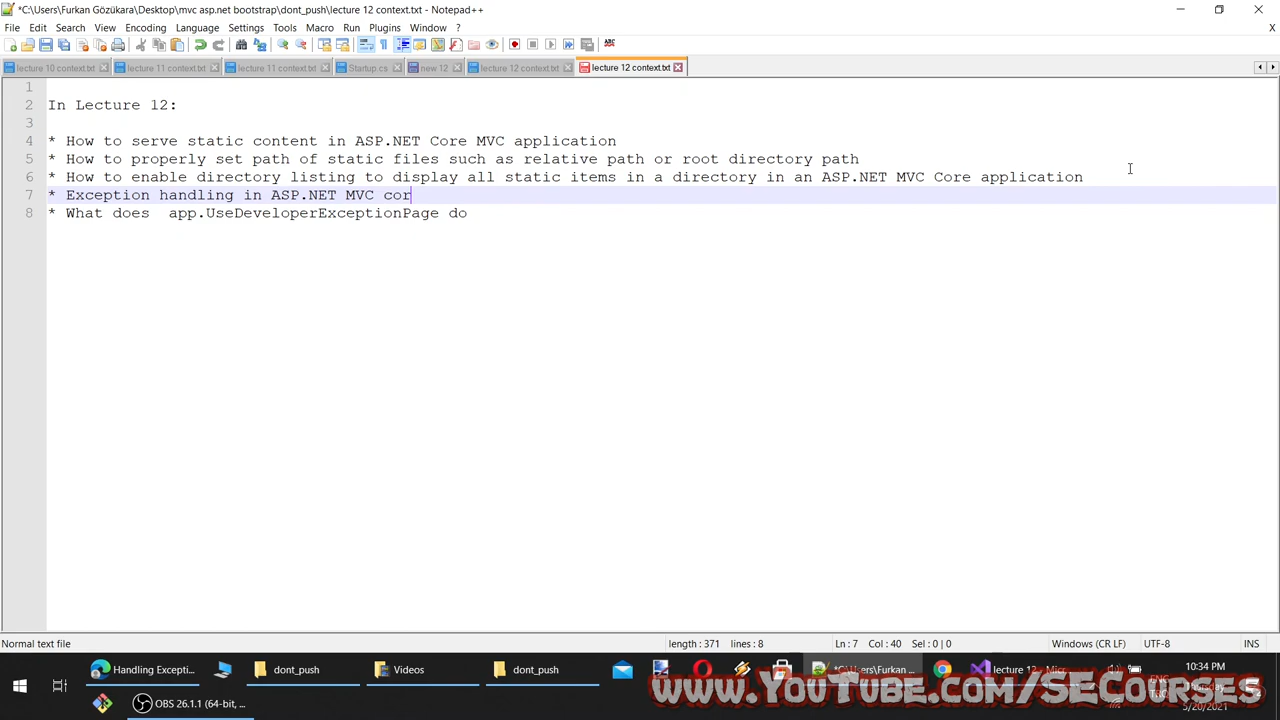 *C:\Users\Furkan Gözükara\Desktop\mvc asp.net bootstrap\dont_push\lecture 12 context.txt - Notepad++
File Edit Search View Encoding Language Settings Tools Macro Run Plugins Window ? X
lecture 10 context.txt lecture 11 context.txt lecture 11 context.txt Startup.cs new 12 lecture 12 context.txt lecture 12 context.txt
1
2 In Lecture 12:
3
4 * How to serve static content in ASP.NET Core MVC application
5 * How to properly set path of static files such as relative path or root directory path
6 * How to enable directory listing to display all static items in a directory in an ASP.NET MVC Core application
7 * Exception handling in ASP.NET MVC cor
8 * What does  app.UseDeveloperExceptionPage do
Normal text file length : 371 lines : 8 Ln : 7 Col : 40 Sel : 0 | 0 Windows (CR LF) UTF-8 INS
Handling Excepti... dont_push Videos dont_push *C:\Users\Furkan ... lecture 12 - Micr... 10:34 PM
ENG Thursday
www.YouTube.com/SECourses
OBS 26.1.1 (64-bit, ... 5/20/2021